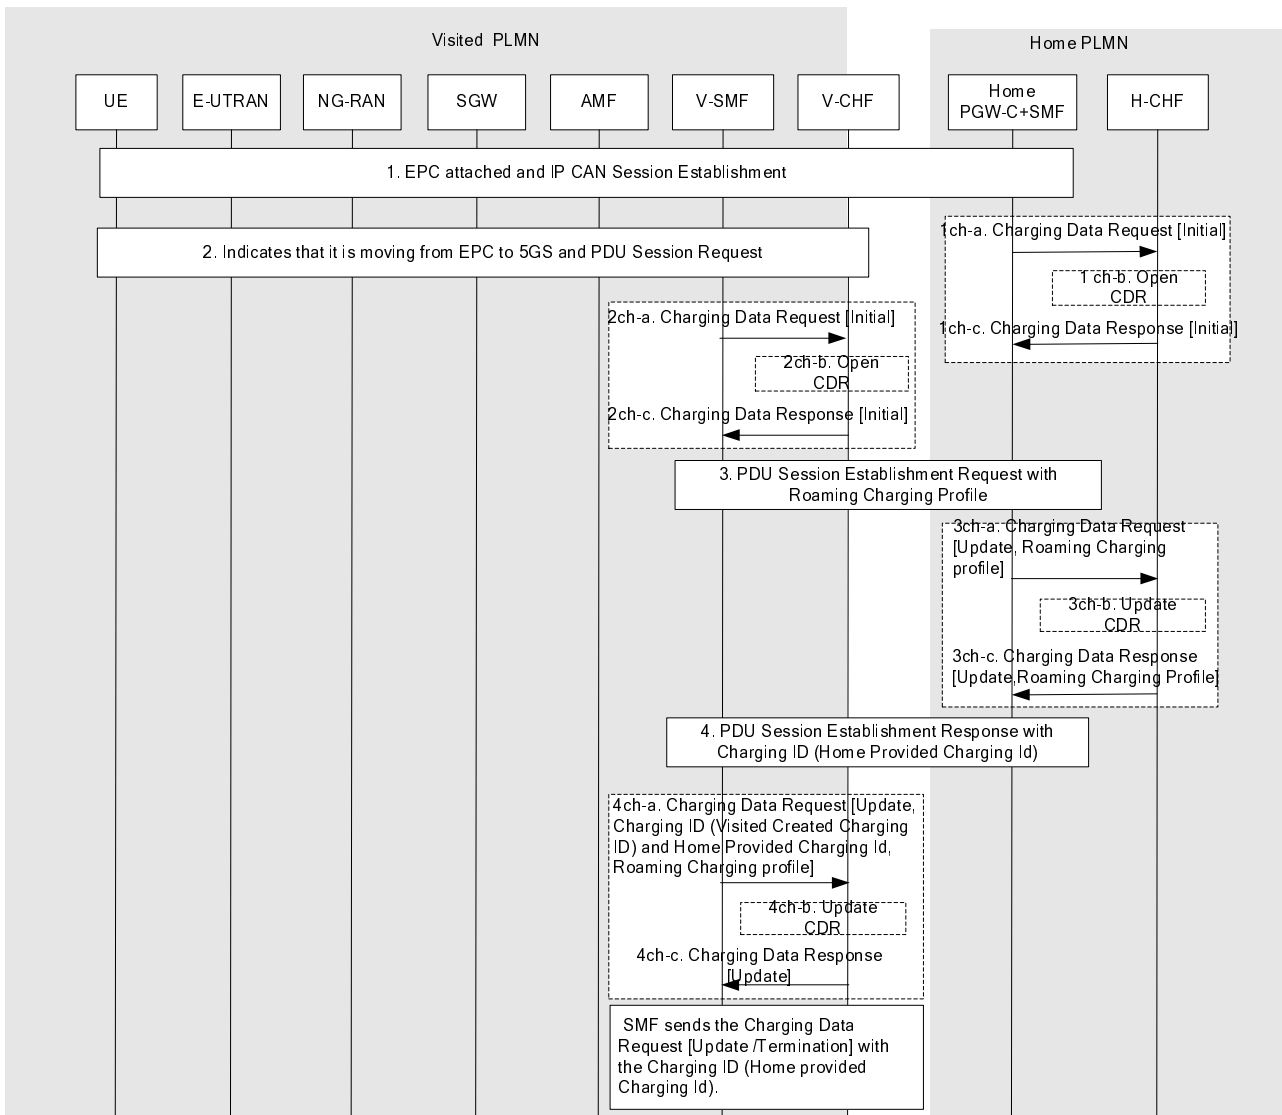 Visited PLMN
Home PLMN
UE
E-UTRAN
NG-RAN
SGW
AMF
V-SMF
V-CHF
Home
PGW-C+SMF
H-CHF
1. EPC attached and IP CAN Session Establishment
1ch-a. Charging Data Request [Initial]
2. Indicates that it is moving from EPC to 5GS and PDU Session Request
1 ch-b. Open
CDR
2ch-a. Charging Data Request [Initial]
1ch-c. Charging Data Response [Initial]
2ch-b. Open
CDR
2ch-c. Charging Data Response [Initial]
3. PDU Session Establishment Request with
Roaming Charging Profile
3ch-a. Charging Data Request
[Update, Roaming Charging
profile]
3ch-b. Update
CDR
3ch-c. Charging Data Response
[Update,Roaming Charging Profile]
4. PDU Session Establishment Response with
Charging ID (Home Provided Charging Id)
4ch-a. Charging Data Request [Update,
Charging ID (Visited Created Charging
ID) and Home Provided Charging Id,
Roaming Charging profile]
4ch-b. Update
CDR
4ch-c. Charging Data Response
[Update]
SMF sends the Charging Data
Request [Update /Termination] with
the Charging ID (Home provided
Charging Id).